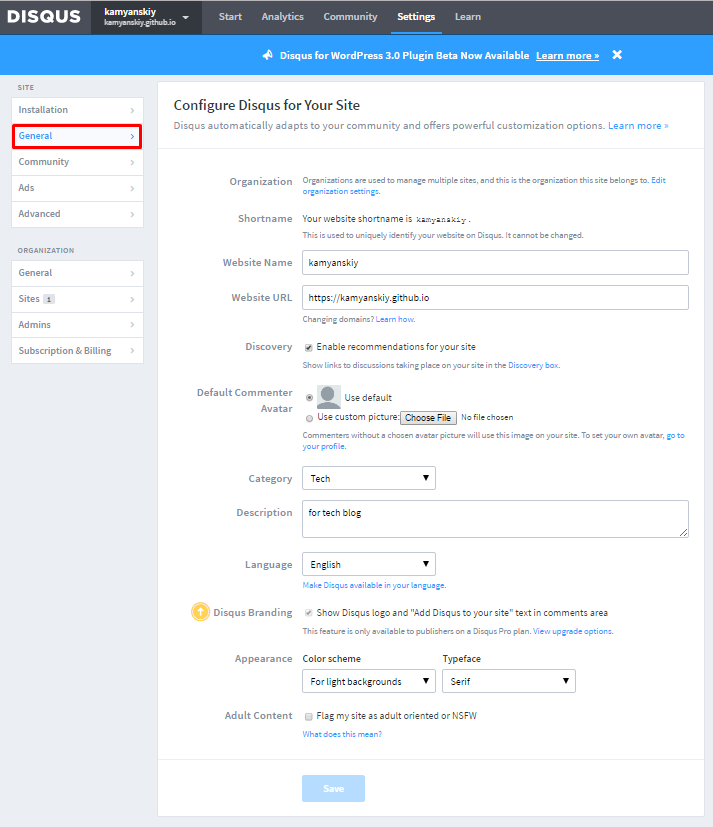 DISQUS
kamyanskiy
kamyanskiy.github.io
Start Analytics Community Settings Learn
Disqus for WordPress 3.0 Plugin Beta Now Available Learn more »
SITE
Installation
General
Community
Ads
Advanced
ORGANIZATION
General
Sites 1
Admins
Subscription & Billing
Configure Disqus for Your Site
Disqus automatically adapts to your community and offers powerful customization options. Learn more »
Organization
Organizations are used to manage multiple sites, and this is the organization this site belongs to. Edit
organization settings.
Shortname
Your website shortname is kamyanskiy.
This is used to uniquely identify your website on Disqus. It cannot be changed.
Website Name
kamyanskiy
Website URL
https://kamyanskiy.github.io
Changing domains? Learn how.
Discovery
Enable recommendations for your site
Show links to discussions taking place on your site in the Discovery box.
Default Commenter
Avatar
Use default
Use custom picture: Choose File No file chosen
Commenters without a chosen avatar picture will use this image on your site. To set your own avatar, go to
your profile.
Category
Tech
Description
for tech blog
Language
English
Make Disqus available in your language.
Disqus Branding
Show Disqus logo and "Add Disqus to your site" text in comments area
This feature is only available to publishers on a Disqus Pro plan. View upgrade options.
Appearance
Color scheme Typeface
For light backgrounds Serif
Adult Content
Flag my site as adult oriented or NSFW
What does this mean?
Save